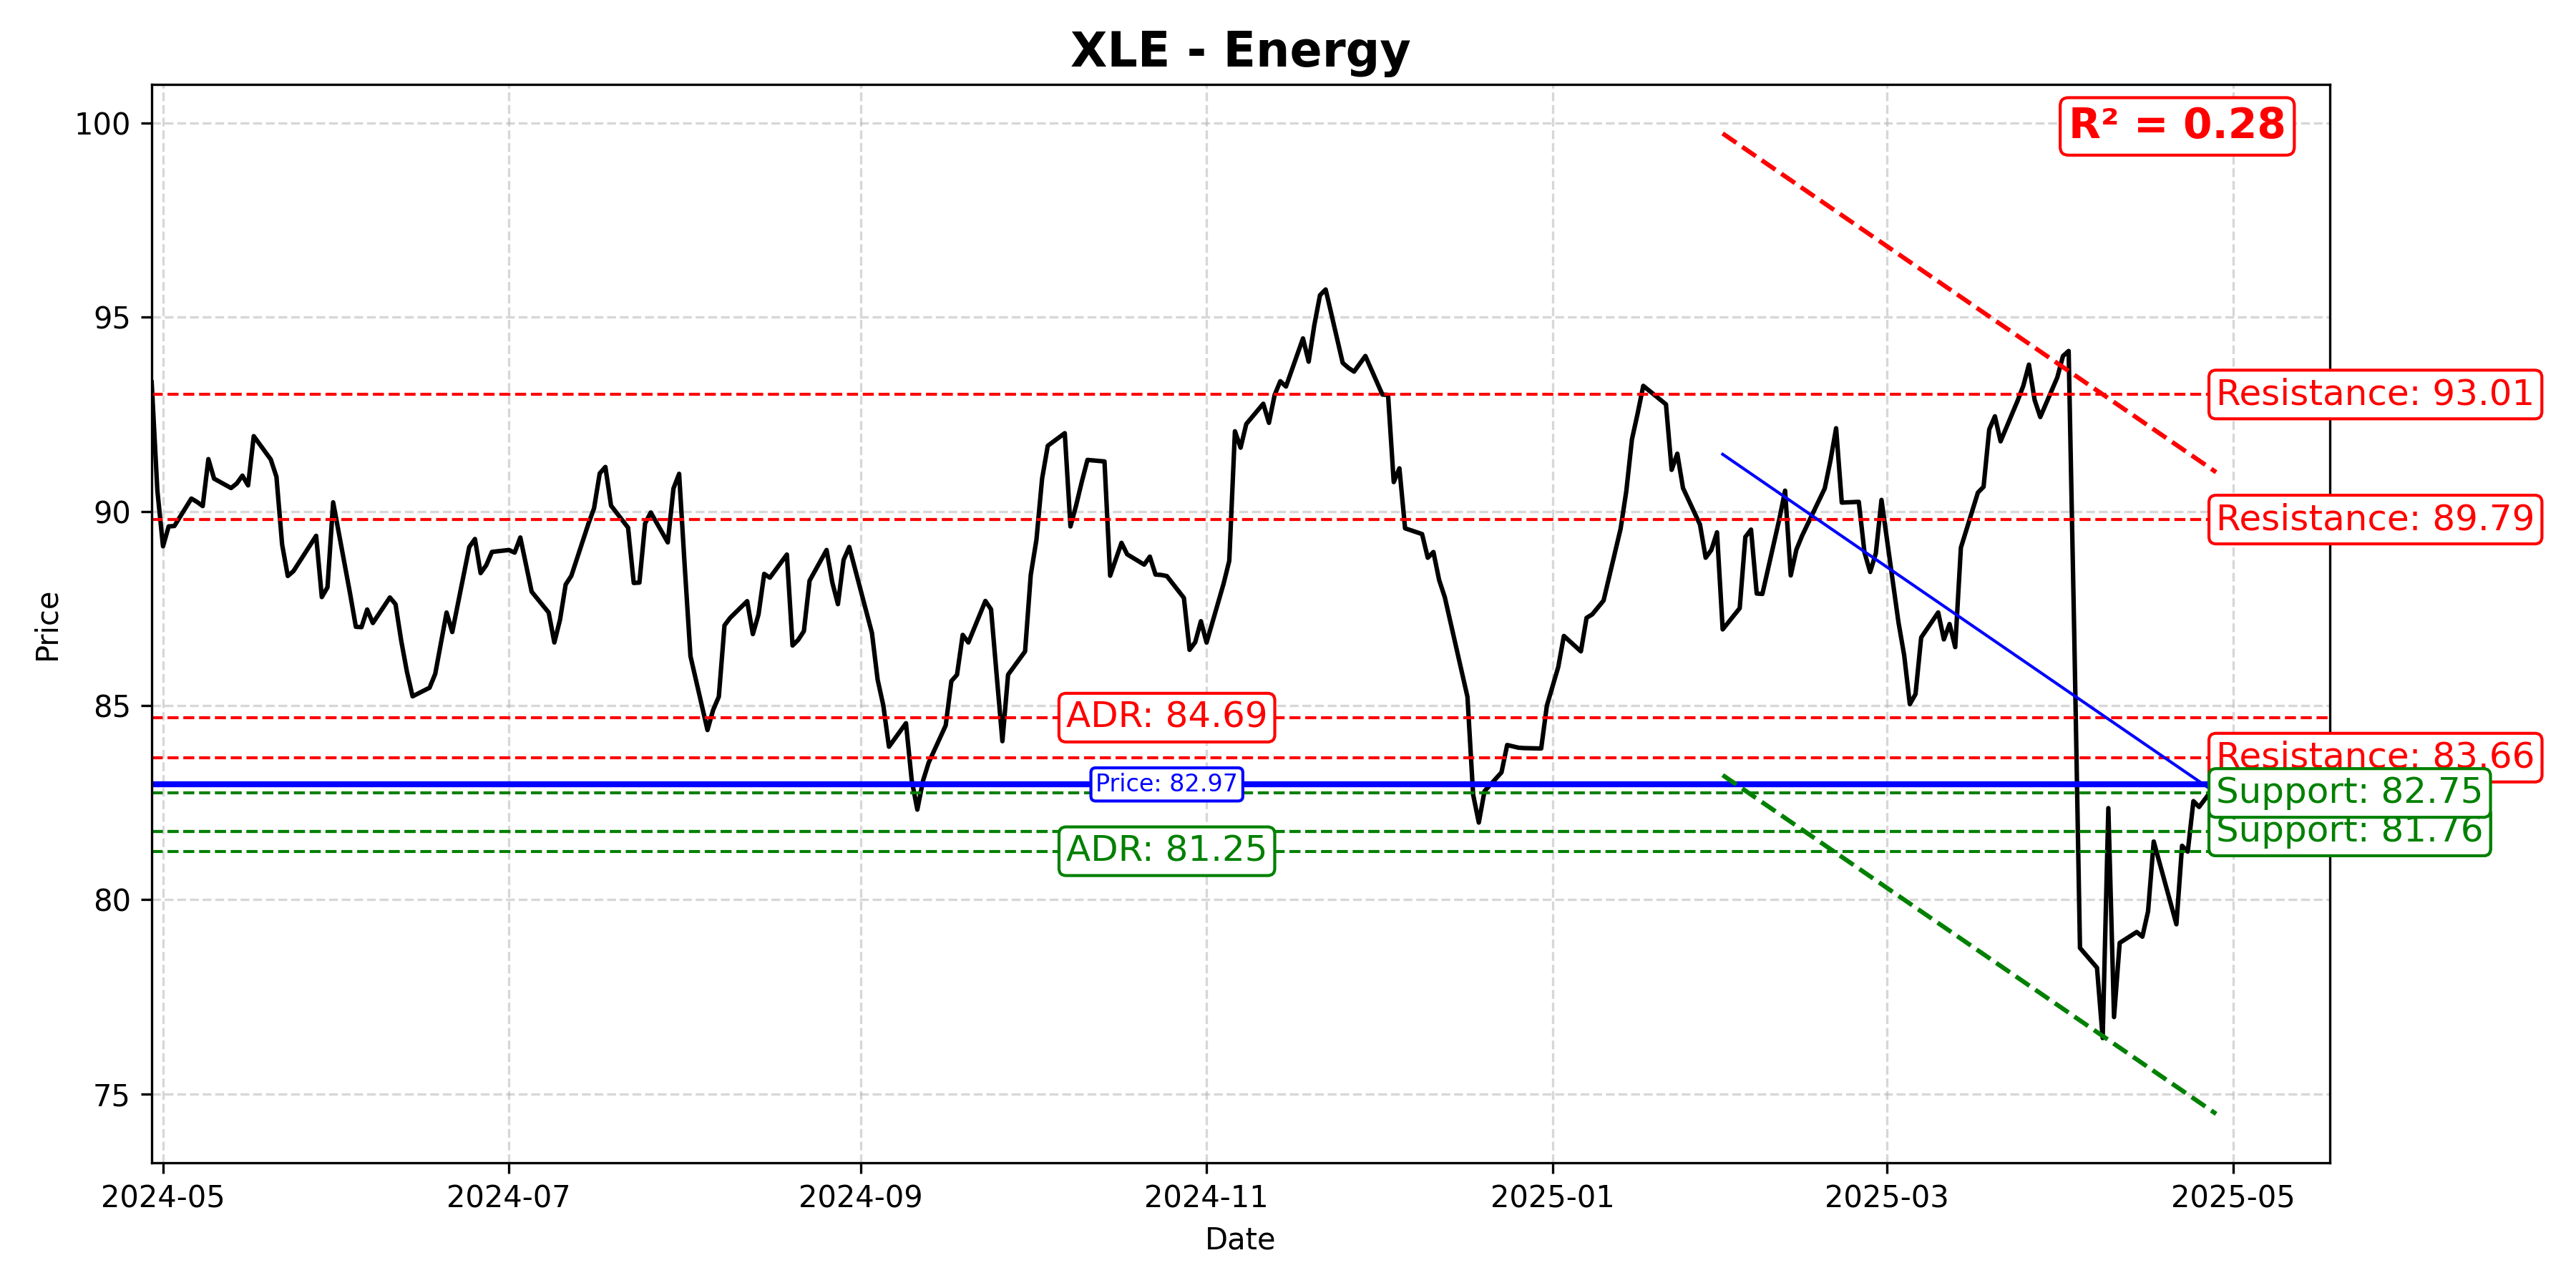 XLE - Energy
R² = 0.28
100
95
90
85
80
75
Price
Resistance: 93.01
Resistance: 89.79
ADR: 84.69
Resistance: 83.66
Price: 82.97
Support: 82.75
Support: 81.76
ADR: 81.25
2024-05
2024-07
2024-09
2024-11
2025-01
2025-03
2025-05
Date